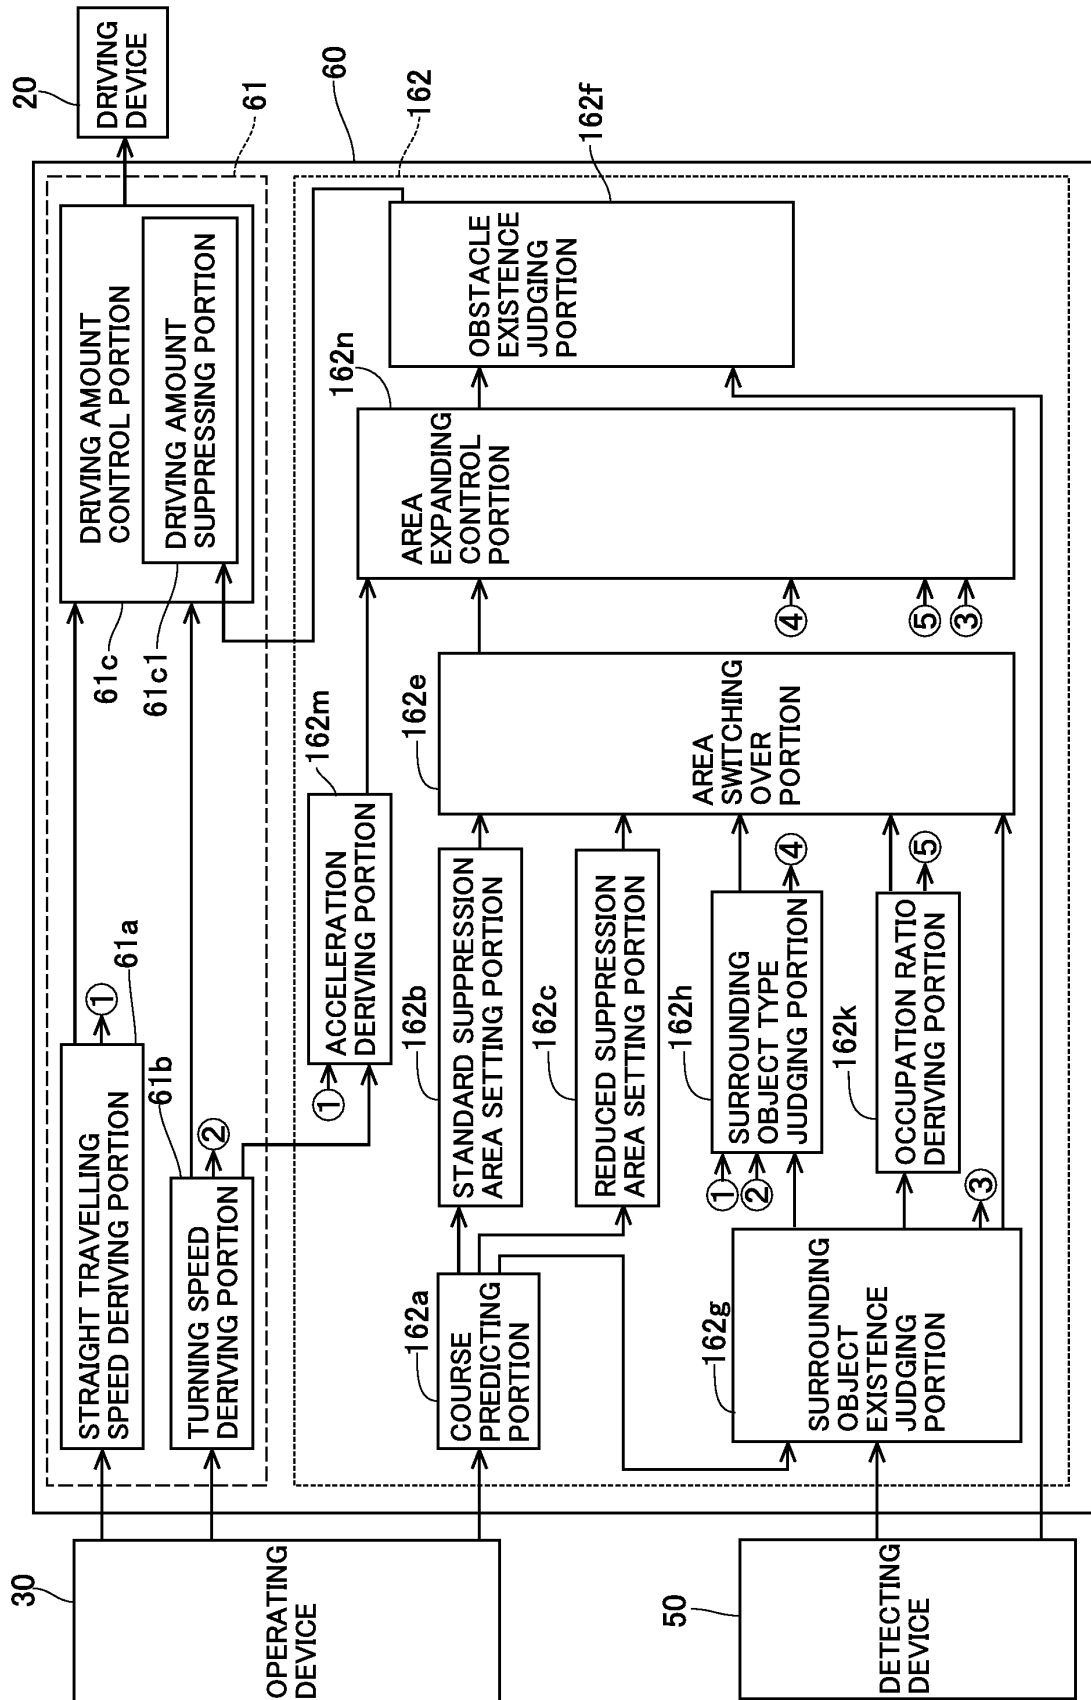 30
OPERATING
DEVICE
50
DETECTING
DEVICE
20
DRIVING
DEVICE
60
61
162
STRAIGHT TRAVELLING
SPEED DERIVING PORTION
61a
①
TURNING SPEED
DERIVING PORTION
61b
②
DRIVING AMOUNT
CONTROL PORTION
61c
DRIVING AMOUNT
SUPPRESSING PORTION
61c1
①
ACCELERATION
DERIVING PORTION
162m
162a
COURSE
PREDICTING
PORTION
162b
STANDARD SUPPRESSION
AREA SETTING PORTION
162c
REDUCED SUPPRESSION
AREA SETTING PORTION
162g
SURROUNDING
OBJECT
EXISTENCE
JUDGING
PORTION
③
162h
①
②
SURROUNDING
OBJECT TYPE
JUDGING PORTION
④
162k
OCCUPATION RATIO
DERIVING PORTION
⑤
162e
AREA
SWITCHING
OVER
PORTION
④
⑤
③
162n
AREA
EXPANDING
CONTROL
PORTION
162f
OBSTACLE
EXISTENCE
JUDGING
PORTION